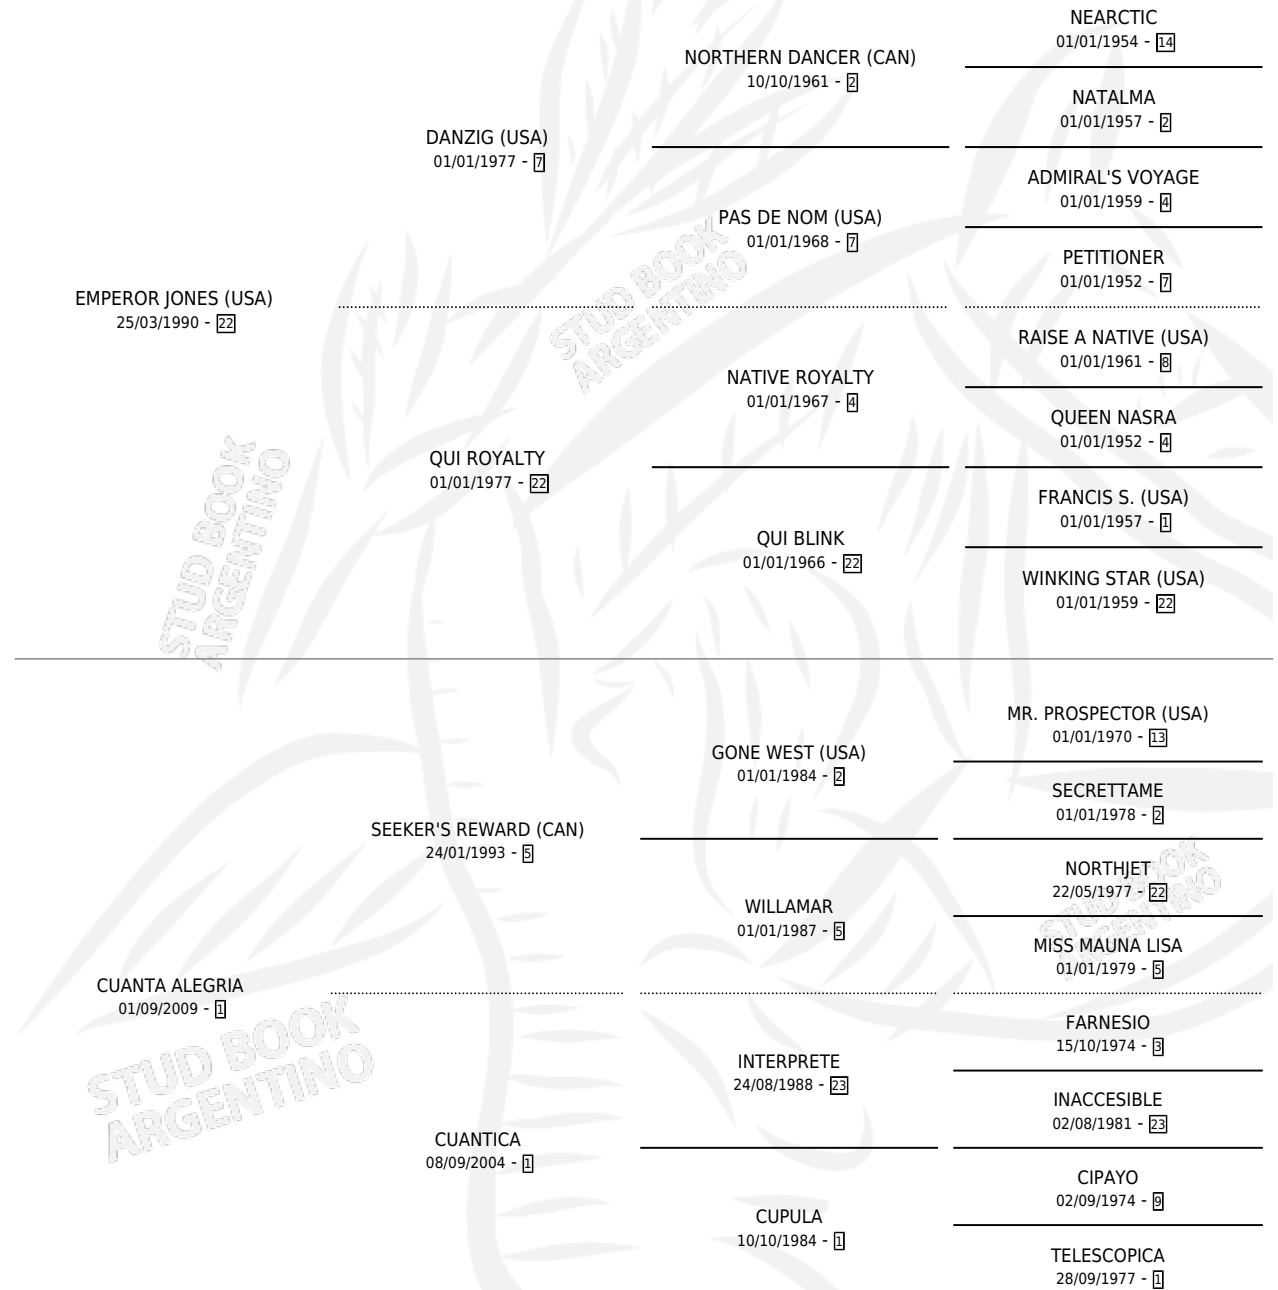 NEARCTIC
01/01/1954 - 14
NORTHERN DANCER (CAN)
10/10/1961 - 2
NATALMA
01/01/1957 - 2
DANZIG (USA)
01/01/1977 - 7
ADMIRAL'S VOYAGE
01/01/1959 - 4
PAS DE NOM (USA)
01/01/1968 - 7
PETITIONER
01/01/1952 - 7
EMPEROR JONES (USA)
25/03/1990 - 22
STUD BOOK
ARGENTINO
RAISE A NATIVE (USA)
01/01/1961 - 8
NATIVE ROYALTY
01/01/1967 - 4
QUEEN NASRA
01/01/1952 - 4
QUI ROYALTY
01/01/1977 - 22
FRANCIS S. (USA)
01/01/1957 - 1
QUI BLINK
01/01/1966 - 22
WINKING STAR (USA)
01/01/1959 - 22
STUD BOOK
ARGENTINO
MR. PROSPECTOR (USA)
01/01/1970 - 13
GONE WEST (USA)
01/01/1984 - 2
SECRETTAME
01/01/1978 - 2
SEEKER'S REWARD (CAN)
24/01/1993 - 5
NORTHJET
22/05/1977 - 22
WILLAMAR
01/01/1987 - 5
STUD BOOK
ARGENTINO
MISS MAUNA LISA
01/01/1979 - 5
CUANTA ALEGRIA
01/09/2009 - 1
STUD BOOK
ARGENTINO
FARNESIO
15/10/1974 - 3
INTERPRETE
24/08/1988 - 23
INACCESIBLE
02/08/1981 - 23
CUANTICA
08/09/2004 - 1
CIPAYO
02/09/1974 - 9
CUPULA
10/10/1984 - 1
TELESCOPICA
28/09/1977 - 1